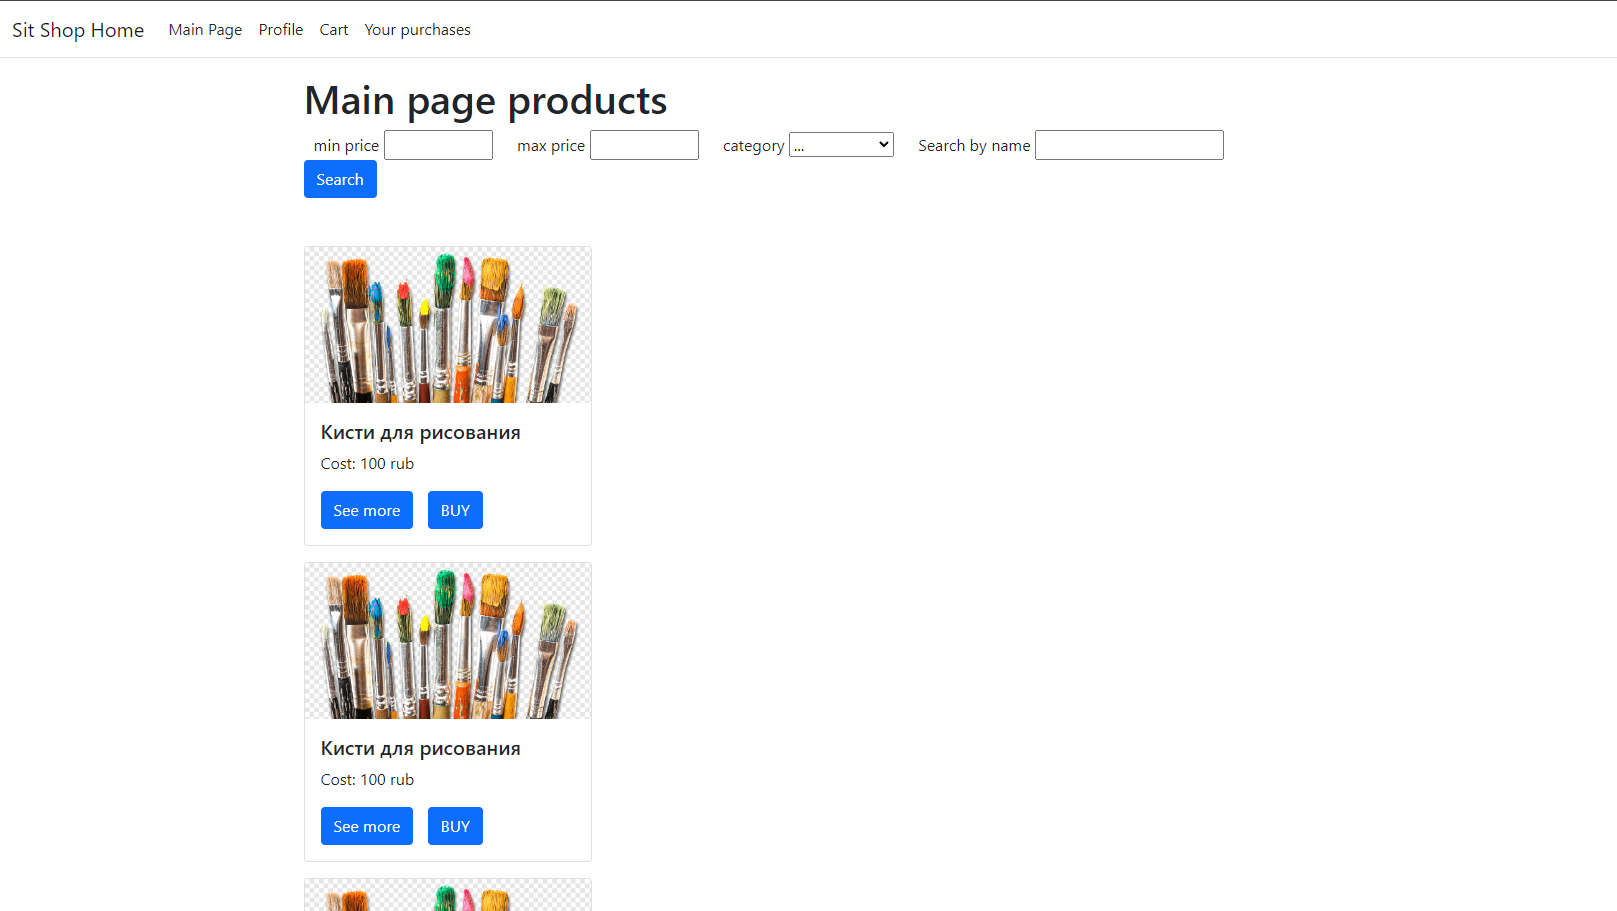 Sit Shop Home Main Page Profile Cart Your purchases
Main page products
min price max price category ... Search by name
Search
Кисти для рисования
Cost: 100 rub
See more BUY
Кисти для рисования
Cost: 100 rub
See more BUY